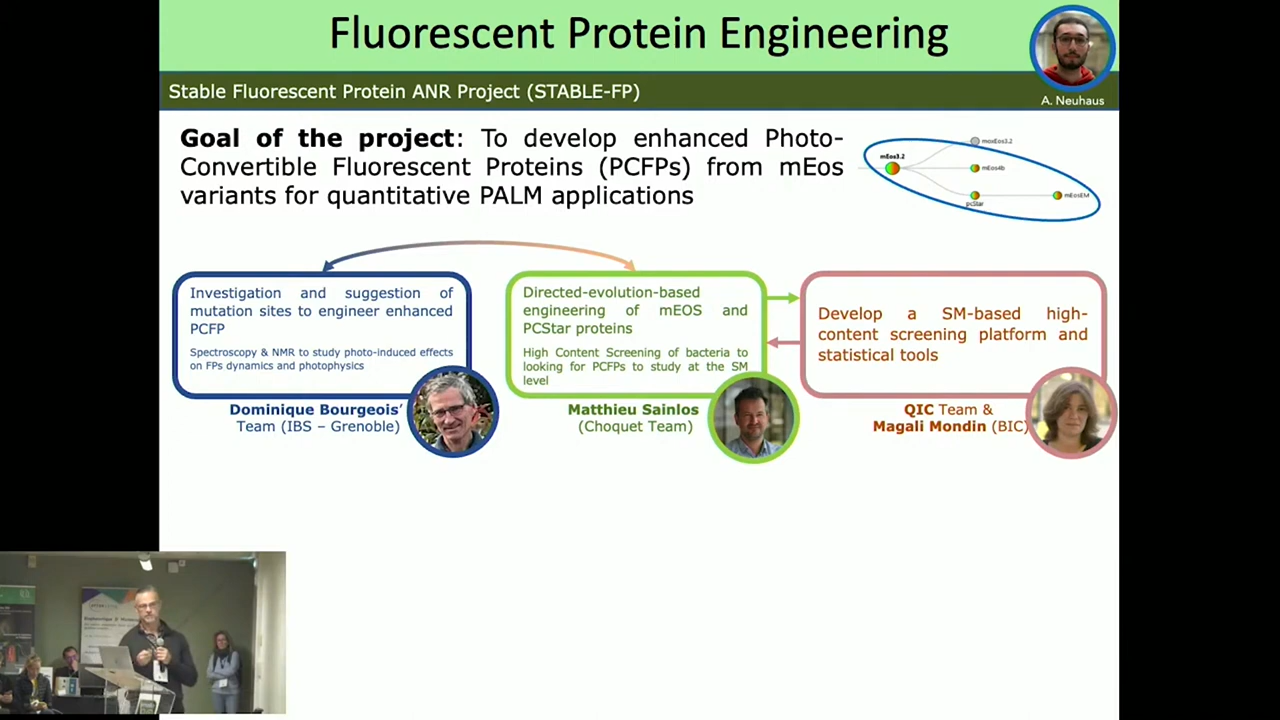 Fluorescent Protein Engineering
A. Neuhaus
Stable Fluorescent Protein ANR Project (STABLE-FP)
Goal of the project: To develop enhanced Photo-
Convertible Fluorescent Proteins (PCFPs) from mEos
variants for quantitative PALM applications
mEos3.2
moxEos3.2
mEos4b
pcStar
mEosEM
Investigation and suggestion of
mutation sites to engineer enhanced
PCFP
Spectroscopy & NMR to study photo-induced effects
on FPs dynamics and photophysics
Dominique Bourgeois’
Team (IBS – Grenoble)
Directed-evolution-based
engineering of mEOS and
PCStar proteins
High Content Screening of bacteria to
looking for PCFPs to study at the SM
level
Matthieu Sainlos
(Choquet Team)
Develop a SM-based high-
content screening platform and
statistical tools
QIC Team &
Magali Mondin (BIC)